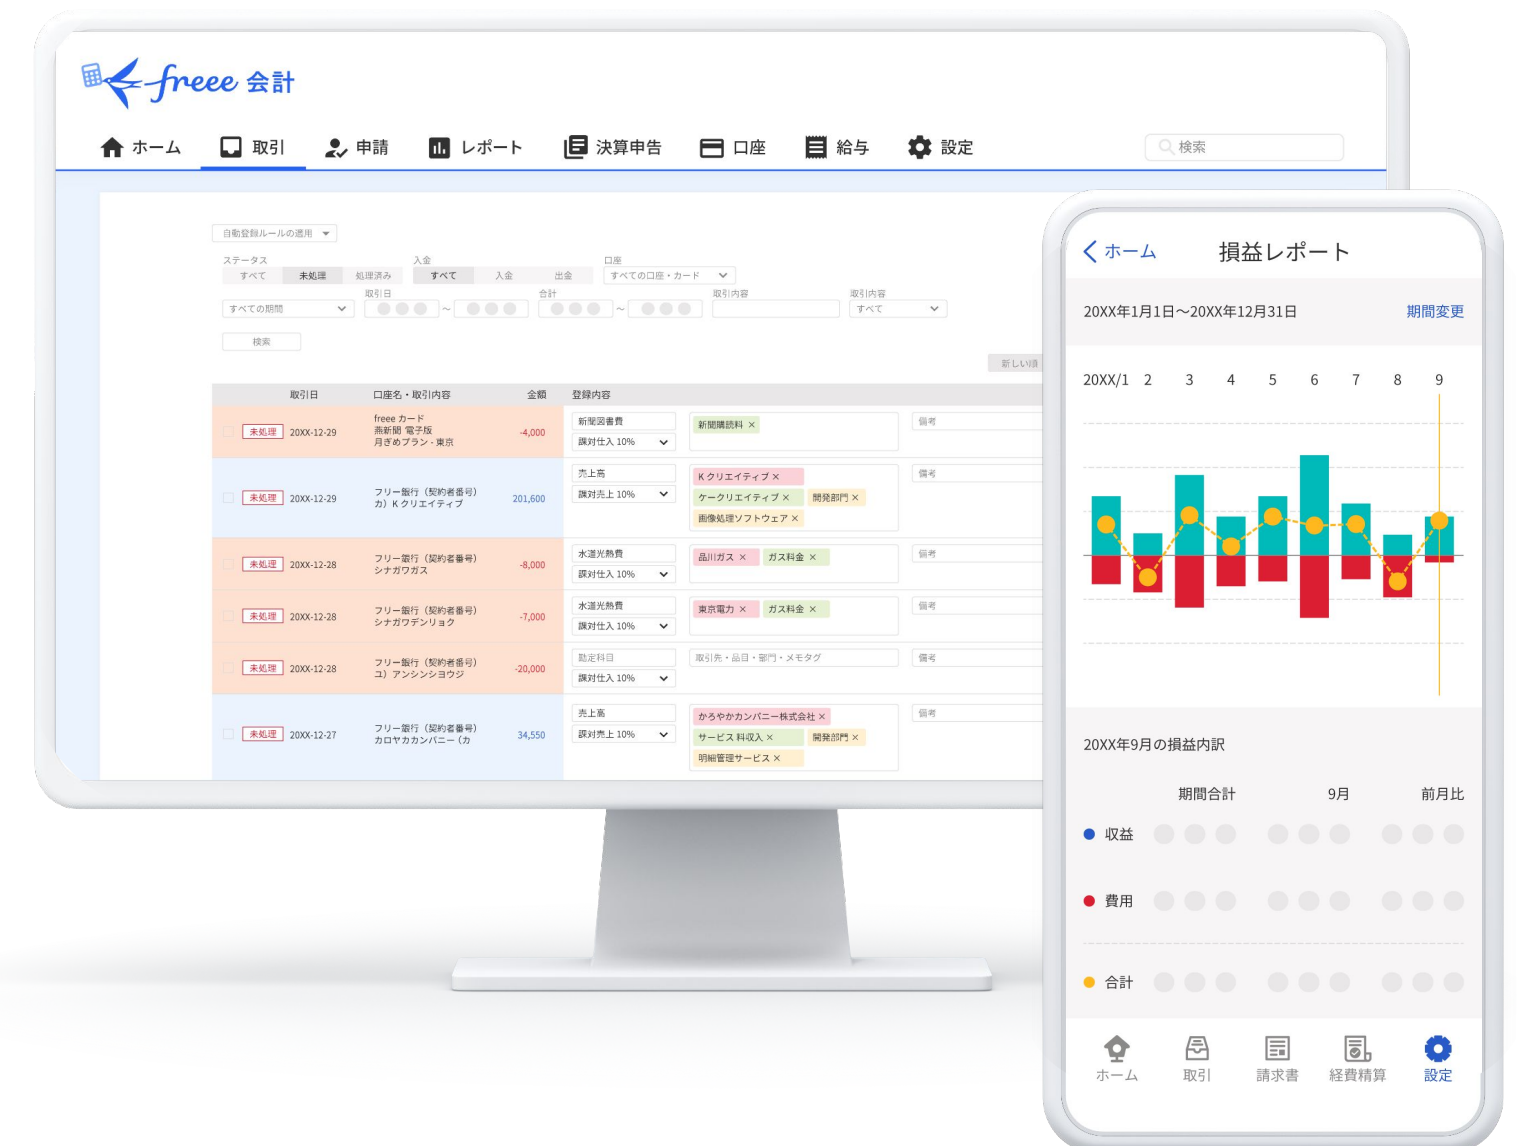 freee 会計
ホーム 取引 申請 レポート 決算申告 口座 給与 設定 検索
自動登録ルールの適用
ステータス 入金 口座
すべて 未処理 処理済み すべて 入金 出金 すべての口座・カード
取引日 合計 取引内容 取引内容
すべての期間 ~ ~ すべて
検索
新しい順
取引日 口座名・取引内容 金額 登録内容
未処理 20XX-12-29
freee カード
燕新聞 電子版
月ぎめプラン - 東京
-4,000
新聞図書費
課対仕入 10%
新聞購読料 ×
備考
未処理 20XX-12-29
フリー銀行（契約者番号）
カ）K クリエイティブ
201,600
売上高
課対売上 10%
K クリエイティブ ×
ケークリエイティブ × 開発部門 ×
画像処理ソフトウェア ×
備考
未処理 20XX-12-28
フリー銀行（契約者番号）
シナガワガス
-8,000
水道光熱費
課対仕入 10%
品川ガス × ガス料金 ×
備考
未処理 20XX-12-28
フリー銀行（契約者番号）
シナガワデンリョク
-7,000
水道光熱費
課対仕入 10%
東京電力 × ガス料金 ×
備考
未処理 20XX-12-28
フリー銀行（契約者番号）
ユ）アンシンショウジ
-20,000
勘定科目
課対仕入 10%
取引先・品目・部門・メモタグ
備考
未処理 20XX-12-27
フリー銀行（契約者番号）
カロヤカカンパニー（カ
34,550
売上高
課対売上 10%
かろやかカンパニー株式会社 ×
サービス 料収入 × 開発部門 ×
明細管理サービス ×
備考
ホーム 損益レポート
20XX年1月1日～20XX年12月31日 期間変更
20XX/1 2 3 4 5 6 7 8 9
20XX年9月の損益内訳
期間合計 9月 前月比
収益
費用
合計
ホーム 取引 請求書 経費精算 設定